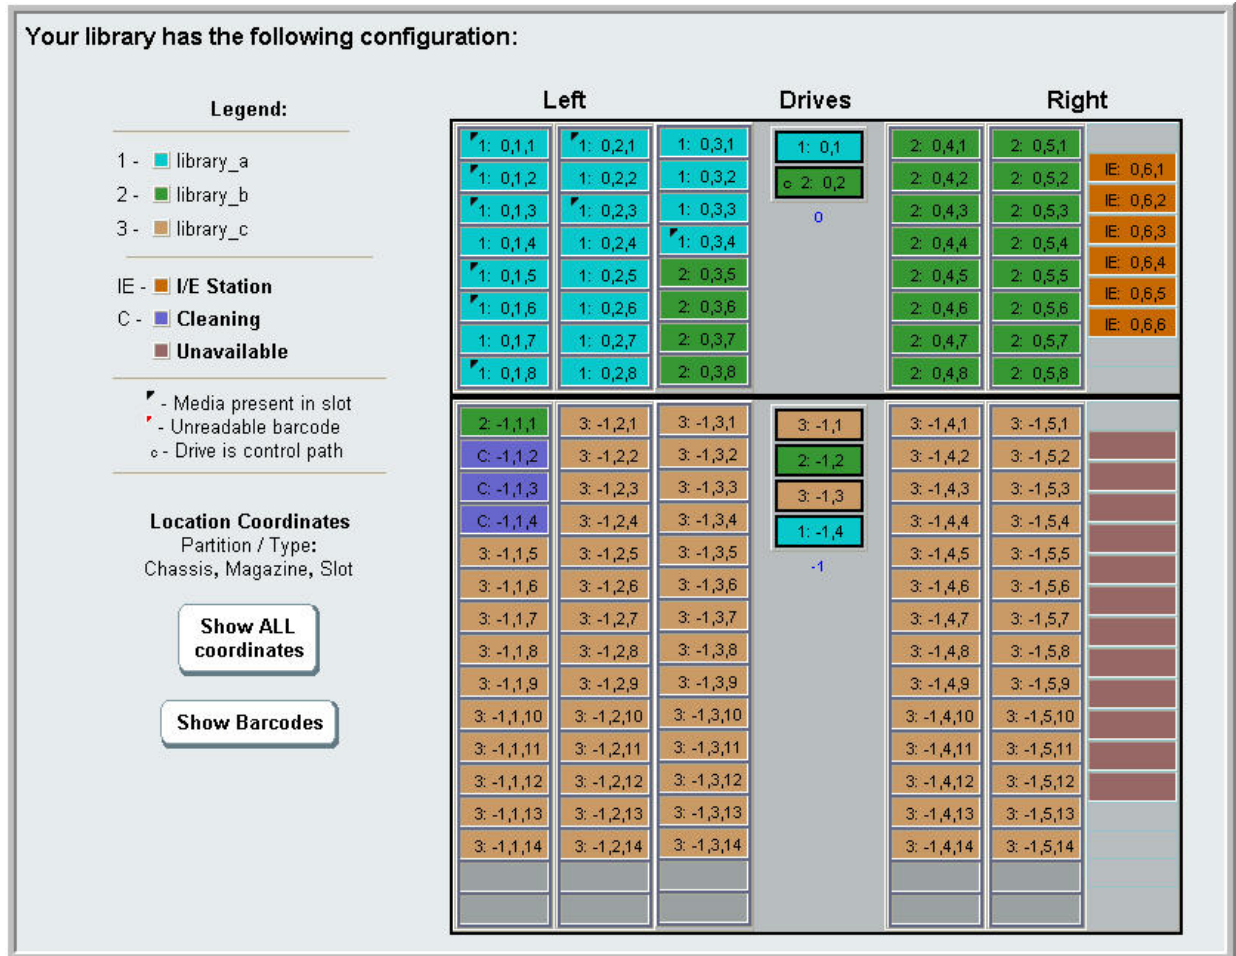 Your library has the following configuration:
Legend:
1 - library_a
2 - library_b
3 - library_c
IE - I/E Station
C - Cleaning
Unavailable
- Media present in slot
- Unreadable barcode
c - Drive is control path
Location Coordinates
Partition / Type:
Chassis, Magazine, Slot
Show ALL
coordinates
Show Barcodes
Left Drives Right
1: 0,1,1 1: 0,2,1 1: 0,3,1 1: 0,1 2: 0,4,1 2: 0,5,1
IE: 0,6,1
1: 0,1,2 1: 0,2,2 1: 0,3,2 c 2: 0,2 2: 0,4,2 2: 0,5,2
IE: 0,6,2
1: 0,1,3 1: 0,2,3 1: 0,3,3 0 2: 0,4,3 2: 0,5,3
IE: 0,6,3
1: 0,1,4 1: 0,2,4 1: 0,3,4 2: 0,4,4 2: 0,5,4
IE: 0,6,4
1: 0,1,5 1: 0,2,5 2: 0,3,5 2: 0,4,5 2: 0,5,5
IE: 0,6,5
1: 0,1,6 1: 0,2,6 2: 0,3,6 2: 0,4,6 2: 0,5,6
IE: 0,6,6
1: 0,1,7 1: 0,2,7 2: 0,3,7 2: 0,4,7 2: 0,5,7
1: 0,1,8 1: 0,2,8 2: 0,3,8 2: 0,4,8 2: 0,5,8
2: -1,1,1 3: -1,2,1 3: -1,3,1 3: -1,1 3: -1,4,1 3: -1,5,1
C: -1,1,2 3: -1,2,2 3: -1,3,2 2: -1,2 3: -1,4,2 3: -1,5,2
C: -1,1,3 3: -1,2,3 3: -1,3,3 3: -1,3 3: -1,4,3 3: -1,5,3
C: -1,1,4 3: -1,2,4 3: -1,3,4 1: -1,4 3: -1,4,4 3: -1,5,4
3: -1,1,5 3: -1,2,5 3: -1,3,5 -1 3: -1,4,5 3: -1,5,5
3: -1,1,6 3: -1,2,6 3: -1,3,6 3: -1,4,6 3: -1,5,6
3: -1,1,7 3: -1,2,7 3: -1,3,7 3: -1,4,7 3: -1,5,7
3: -1,1,8 3: -1,2,8 3: -1,3,8 3: -1,4,8 3: -1,5,8
3: -1,1,9 3: -1,2,9 3: -1,3,9 3: -1,4,9 3: -1,5,9
3: -1,1,10 3: -1,2,10 3: -1,3,10 3: -1,4,10 3: -1,5,10
3: -1,1,11 3: -1,2,11 3: -1,3,11 3: -1,4,11 3: -1,5,11
3: -1,1,12 3: -1,2,12 3: -1,3,12 3: -1,4,12 3: -1,5,12
3: -1,1,13 3: -1,2,13 3: -1,3,13 3: -1,4,13 3: -1,5,13
3: -1,1,14 3: -1,2,14 3: -1,3,14 3: -1,4,14 3: -1,5,14